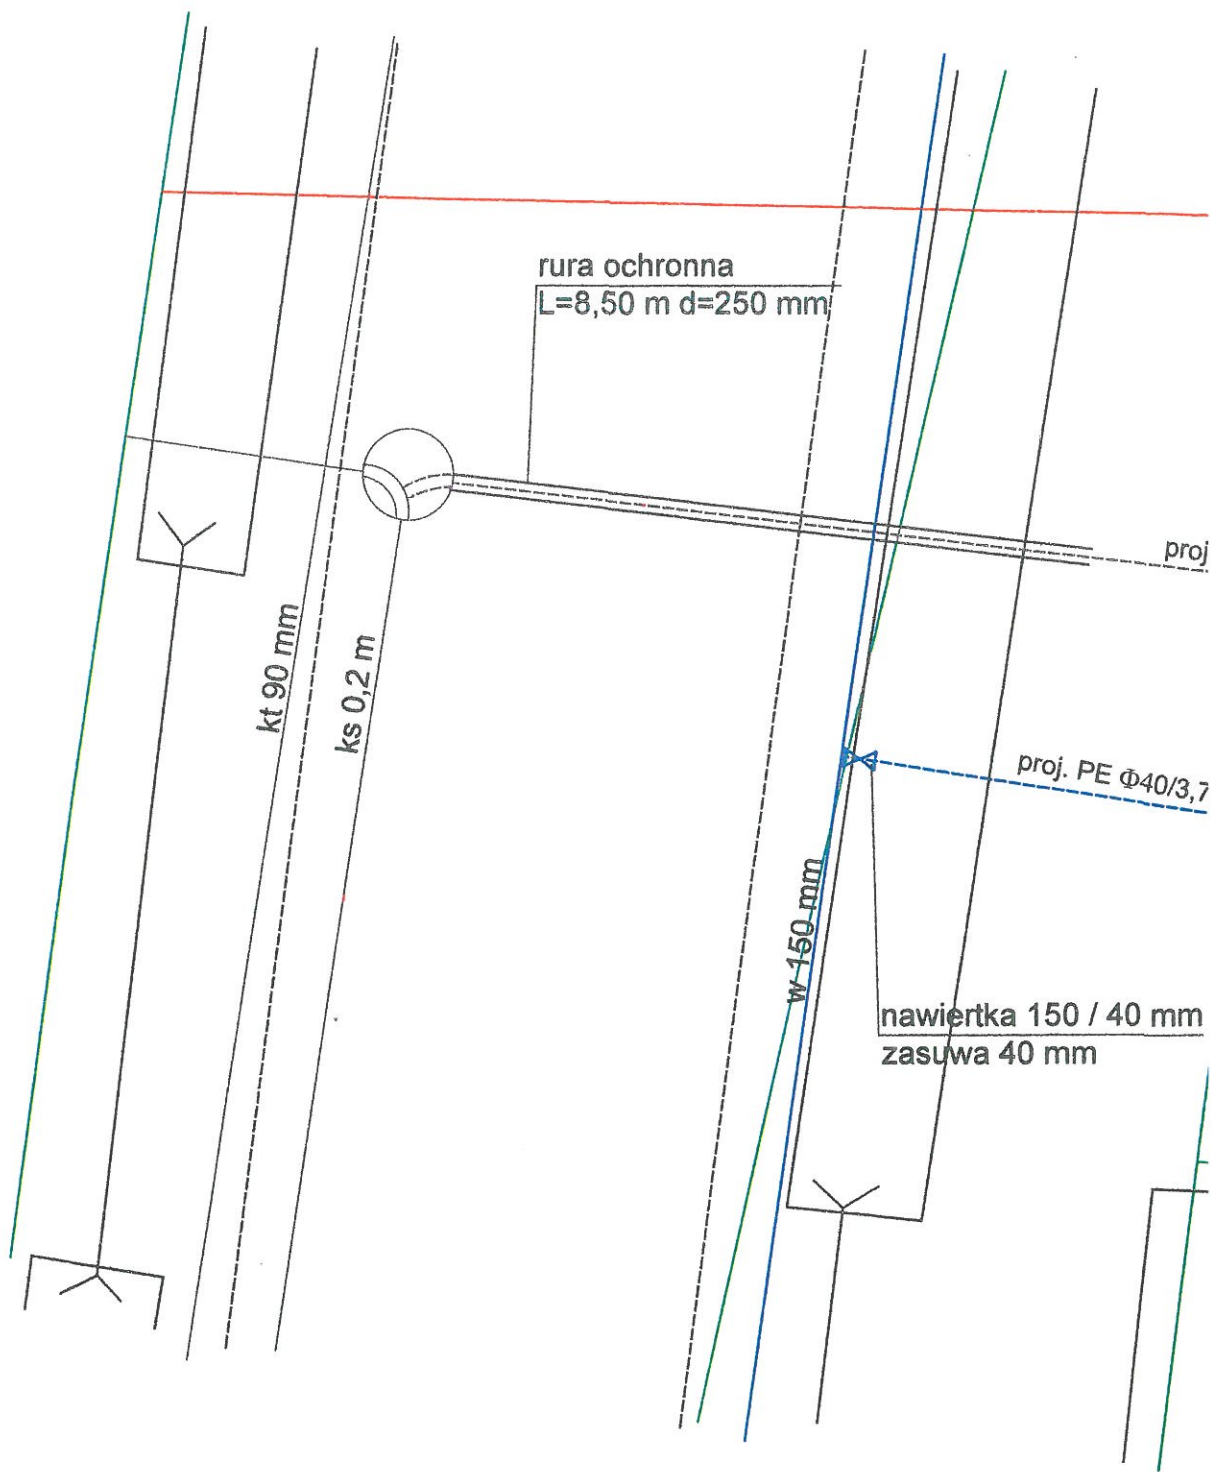 rura ochronna
L=8,50 m d=250 mm
proj
kt 90 mm
ks 0,2 m
proj. PE Φ40/3,7
w 150 mm
nawiertka 150 / 40 mm
zasuwa 40 mm